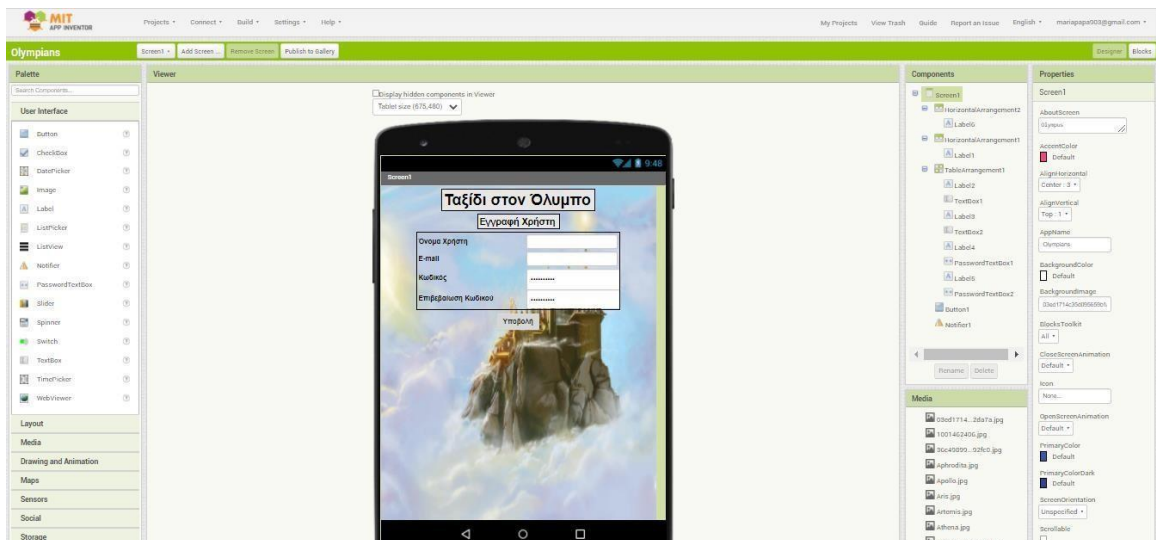 MIT
APP INVENTOR
Projects Connect Build Settings Help
My Projects View Trash Guide Report an Issue English mariapapa503@gmail.com
Olympians
Screen1 Add Screen ... Remove Screen Publish to Gallery
Designer Blocks
Palette
Search Components...
User Interface
Button
CheckBox
DatePicker
Image
Label
ListPicker
ListView
Notifier
PasswordTextBox
Slider
Spinner
Switch
TextBox
TimePicker
WebViewer
Layout
Media
Drawing and Animation
Maps
Sensors
Social
Storage
Viewer
Display hidden components in Viewer
Tablet size (675,480)
9:48
Screen1
Ταξίδι στον Όλυμπο
Εγγραφή Χρήστη
Όνομα Χρήστη
E-mail
Κωδικος
Επιβεβαίωση Κωδικού
Υποβολή
Components
Screen1
HorizontalArrangement2
Label6
HorizontalArrangement1
Label1
TableArrangement1
Label2
TextBox1
Label3
TextBox2
Label4
PasswordTextBox1
Label5
PasswordTextBox2
Button1
Notifier1
Rename Delete
Media
1001462406.jpg
Aphrodita.jpg
Apollo.jpg
Aris.jpg
Artemis.jpg
Athena.jpg
Properties
Screen1
AboutScreen
Olympus
AccentColor
Default
AlignHorizontal
Center : 3
AlignVertical
Top : 1
AppName
Olympians
BackgroundColor
Default
BackgroundImage
BlocksToolkit
All
CloseScreenAnimation
Default
Icon
None...
OpenScreenAnimation
Default
PrimaryColor
Default
PrimaryColorDark
Default
ScreenOrientation
Unspecified
Scrollable